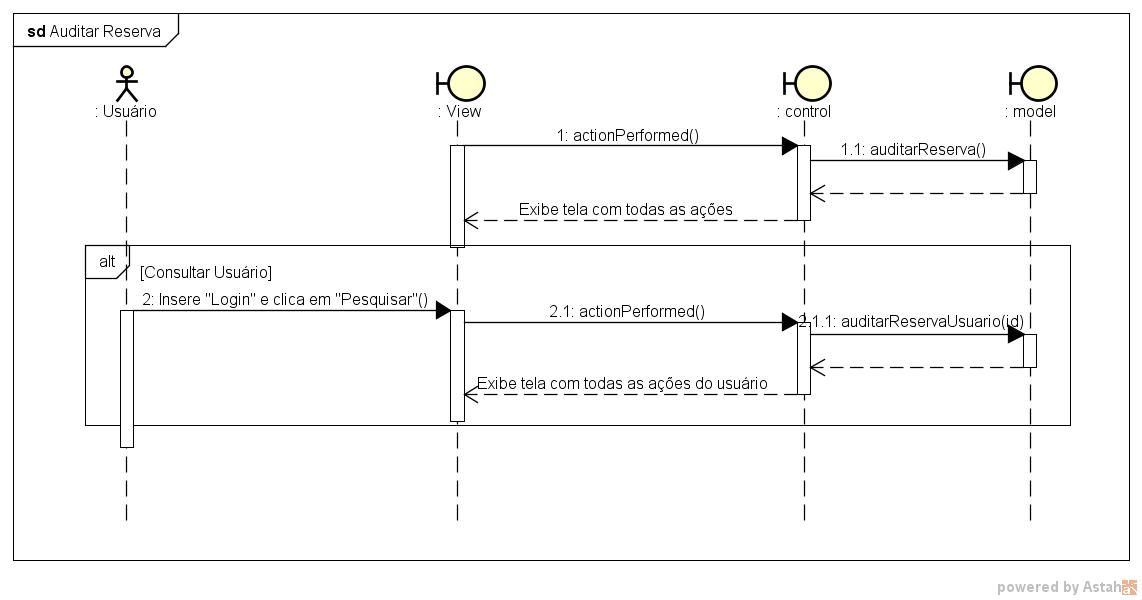 sd Auditar Reserva
: Usuário
: View
: control
: model
1: actionPerformed()
1.1: auditarReserva()
Exibe tela com todas as ações
alt
[Consultar Usuário]
2: Insere "Login" e clica em "Pesquisar"()
2.1: actionPerformed()
2.1.1: auditarReservaUsuario(id)
Exibe tela com todas as ações do usuário
powered by Astah